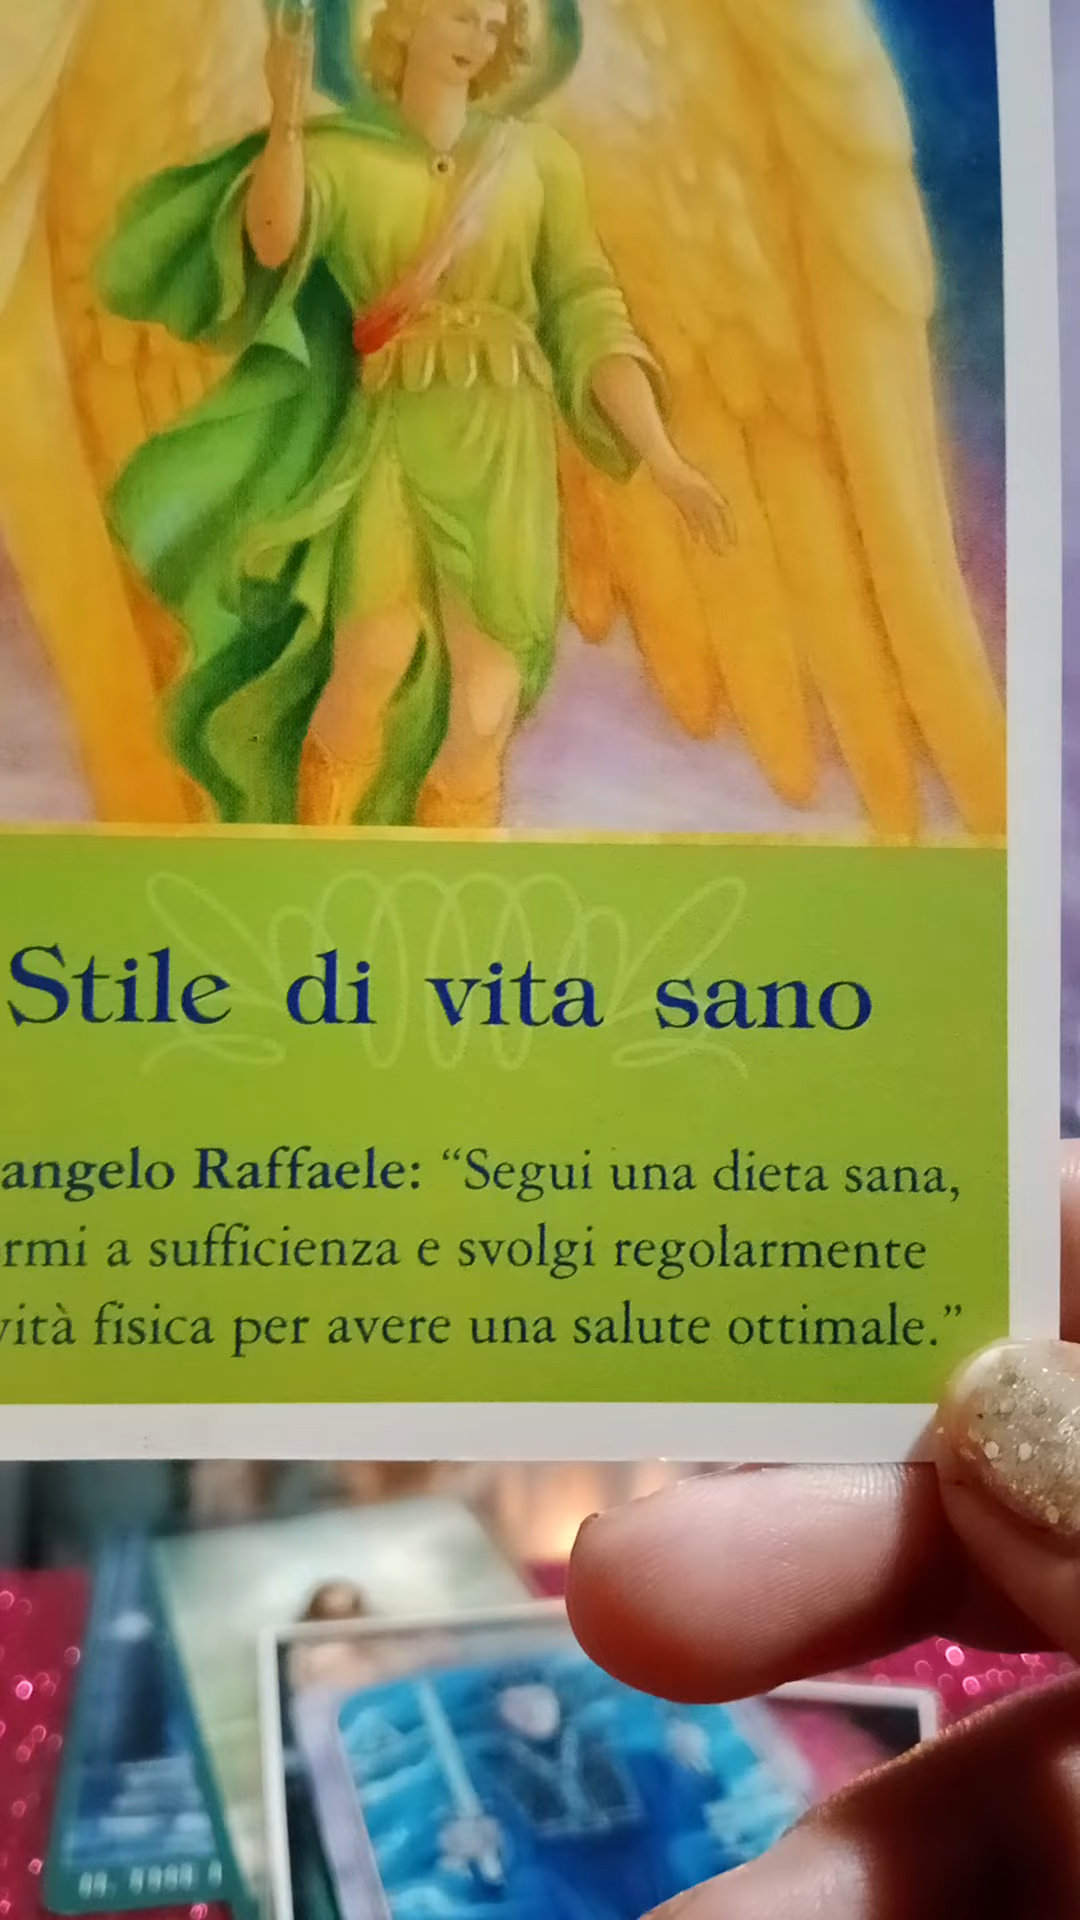 Stile di vita sano
angelo Raffaele: “Segui una dieta sana,
rmi a sufficienza e svolgi regolarmente
vità fisica per avere una salute ottimale.”